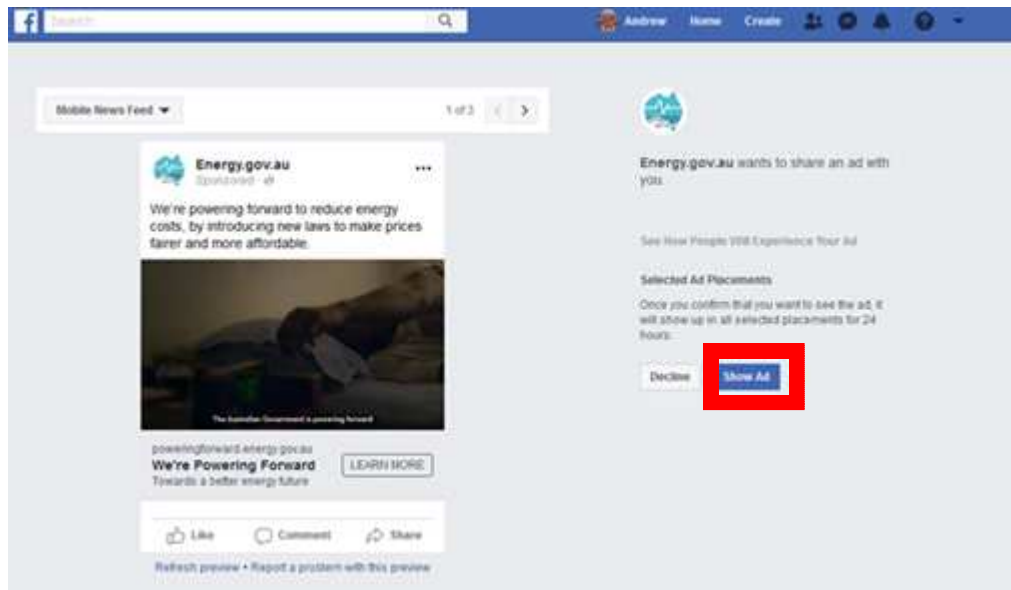 f
Search
Andrew Home Create
Mobile News Feed
1 of 3
Energy.gov.au
Sponsored
We're powering forward to reduce energy
costs, by introducing new laws to make prices
fairer and more affordable.
The Australian Government is powering forward
poweringforward.energy.gov.au
We're Powering Forward
LEARN MORE
Towards a better energy future
Like Comment Share
Refresh preview • Report a problem with this preview
Energy.gov.au wants to share an ad with
you.
See How People Will Experience Your Ad
Selected Ad Placements
Once you confirm that you want to see the ad, it
will show up in all selected placements for 24
hours.
Decline
Show Ad